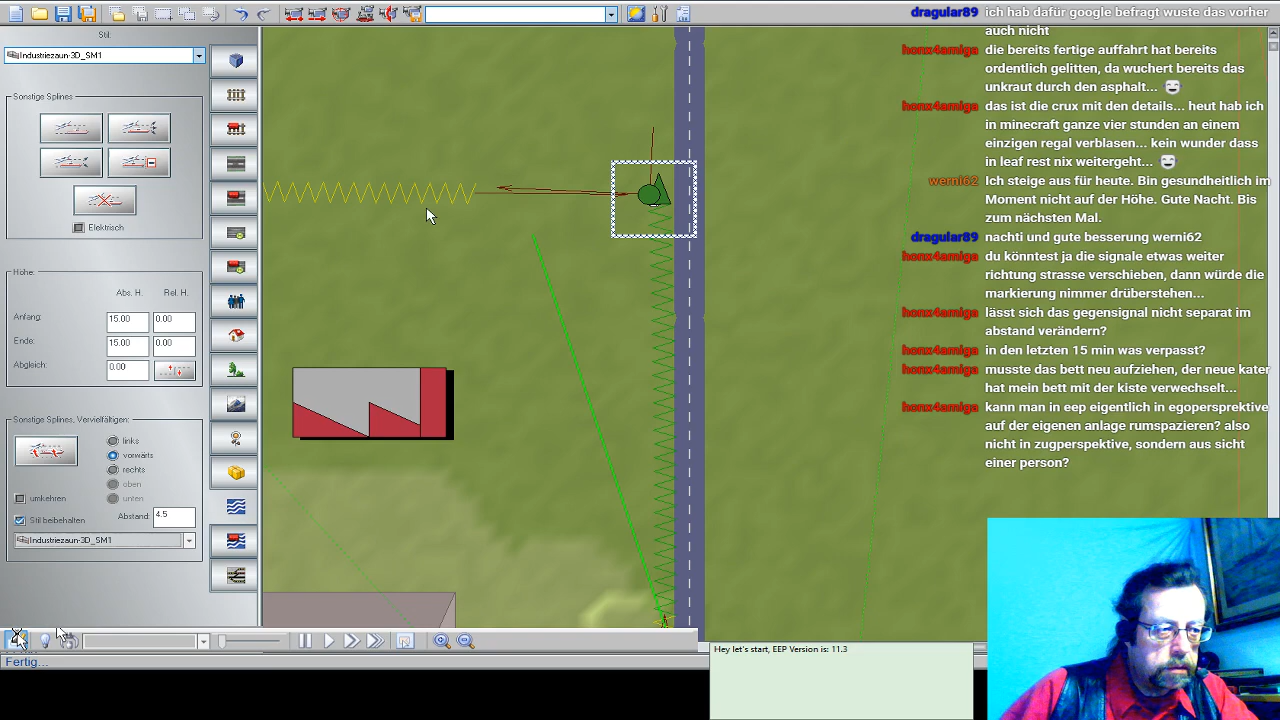 Stil:
Industriezaun-3D_SM1
Sonstige Splines
Elektrisch
Höhe:
Abs. H. Rel. H.
Anfang: 15.00 0.00
Ende: 15.00 0.00
Abgleich: 0.00
Sonstige Splines, Vervielfältigen:
links
vorwärts
rechts
oben
umkehren unten
Stil beibehalten Abstand: 4.5
Industriezaun-3D_SM1
Fertig...
Hey let's start, EEP Version is: 11.3
dragular89 ich hab dafür google befragt wuste das vorher
auch nicht
honx4amiga die bereits fertige auffahrt hat bereits
ordentlich gelitten, da wuchert bereits das
unkraut durch den asphalt...
honx4amiga das ist die crux mit den details... heut hab ich
in minecraft ganze vier stunden an einem
einzigen regal verblasen... kein wunder dass
in leaf rest nix weitergeht...
werni62 Ich steige aus für heute. Bin gesundheitlich im
Moment nicht auf der Höhe. Gute Nacht. Bis
zum nächsten Mal.
dragular89 nachti und gute besserung werni62
honx4amiga du könntest ja die signale etwas weiter
richtung strasse verschieben, dann würde die
markierung nimmer drüberstehen...
honx4amiga lässt sich das gegensignal nicht separat im
abstand verändern?
honx4amiga in den letzten 15 min was verpasst?
honx4amiga musste das bett neu aufziehen, der neue kater
hat mein bett mit der kiste verwechselt...
honx4amiga kann man in eep eigentlich in egopersprektive
auf der eigenen anlage rumspazieren? also
nicht in zugperspektive, sondern aus sicht
einer person?